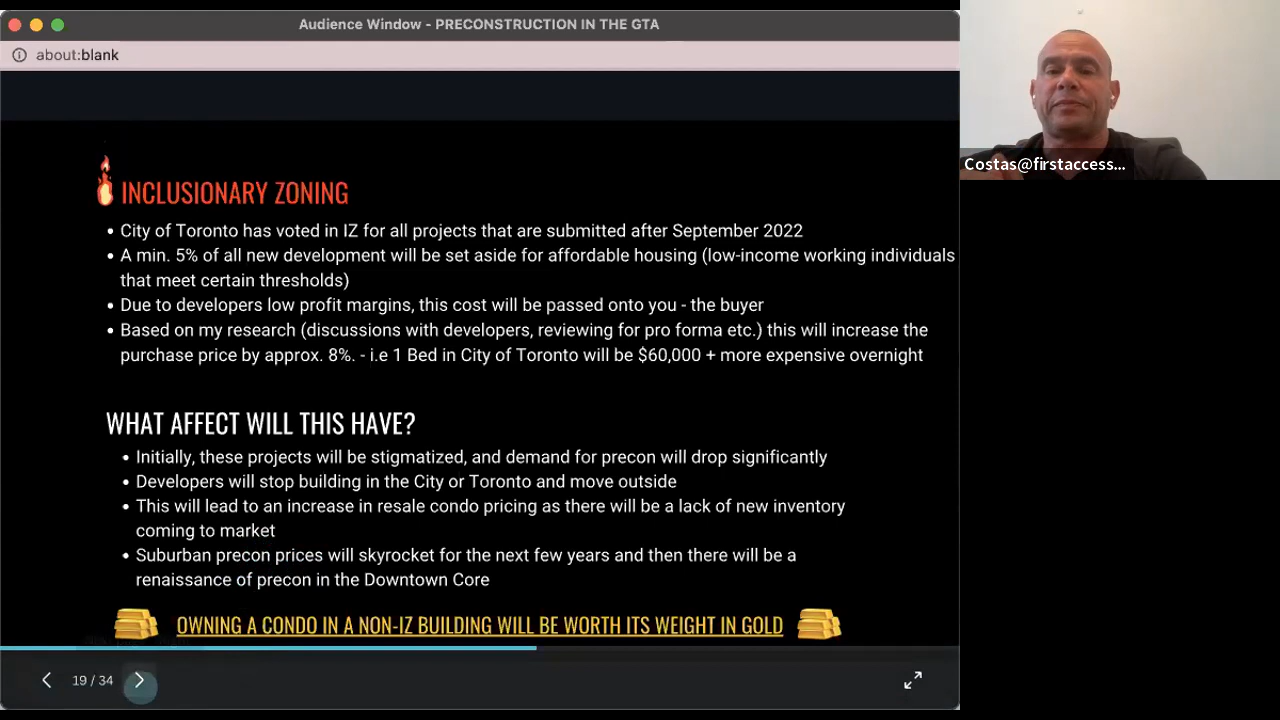 Audience Window - PRECONSTRUCTION IN THE GTA
about:blank
INCLUSIONARY ZONING
• City of Toronto has voted in IZ for all projects that are submitted after September 2022
• A min. 5% of all new development will be set aside for affordable housing (low-income working individuals
that meet certain thresholds)
• Due to developers low profit margins, this cost will be passed onto you - the buyer
• Based on my research (discussions with developers, reviewing for pro forma etc.) this will increase the
purchase price by approx. 8%. - i.e 1 Bed in City of Toronto will be $60,000 + more expensive overnight
WHAT AFFECT WILL THIS HAVE?
• Initially, these projects will be stigmatized, and demand for precon will drop significantly
• Developers will stop building in the City or Toronto and move outside
• This will lead to an increase in resale condo pricing as there will be a lack of new inventory
coming to market
• Suburban precon prices will skyrocket for the next few years and then there will be a
renaissance of precon in the Downtown Core
OWNING A CONDO IN A NON-IZ BUILDING WILL BE WORTH ITS WEIGHT IN GOLD
19 / 34
Costas@firstaccess...